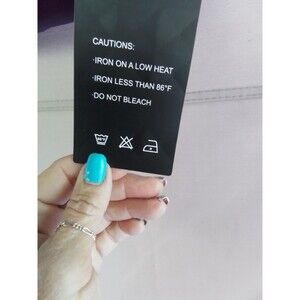 CAUTIONS:
·IRON ON A LOW HEAT
·IRON LESS THAN 86°F
·DO NOT BLEACH